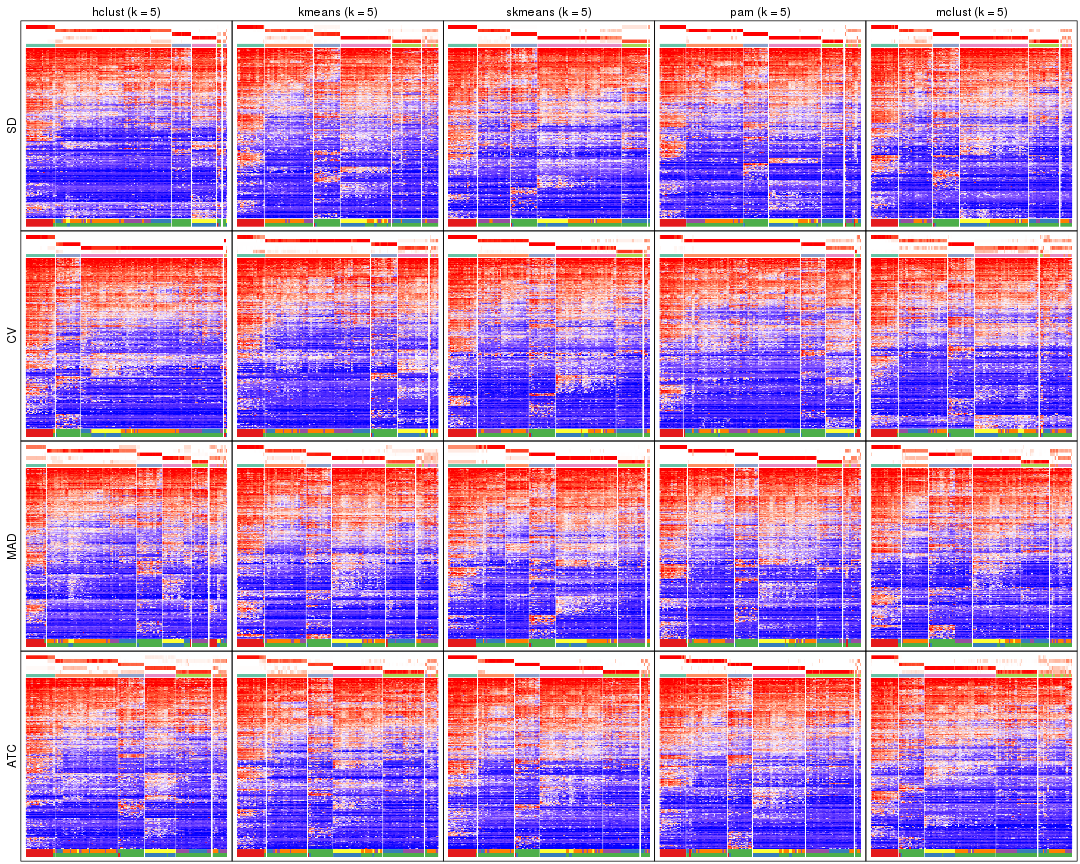 hclust (k = 5) kmeans (k = 5) skmeans (k = 5) pam (k = 5) mclust (k = 5)
SD
CV
MAD
ATC